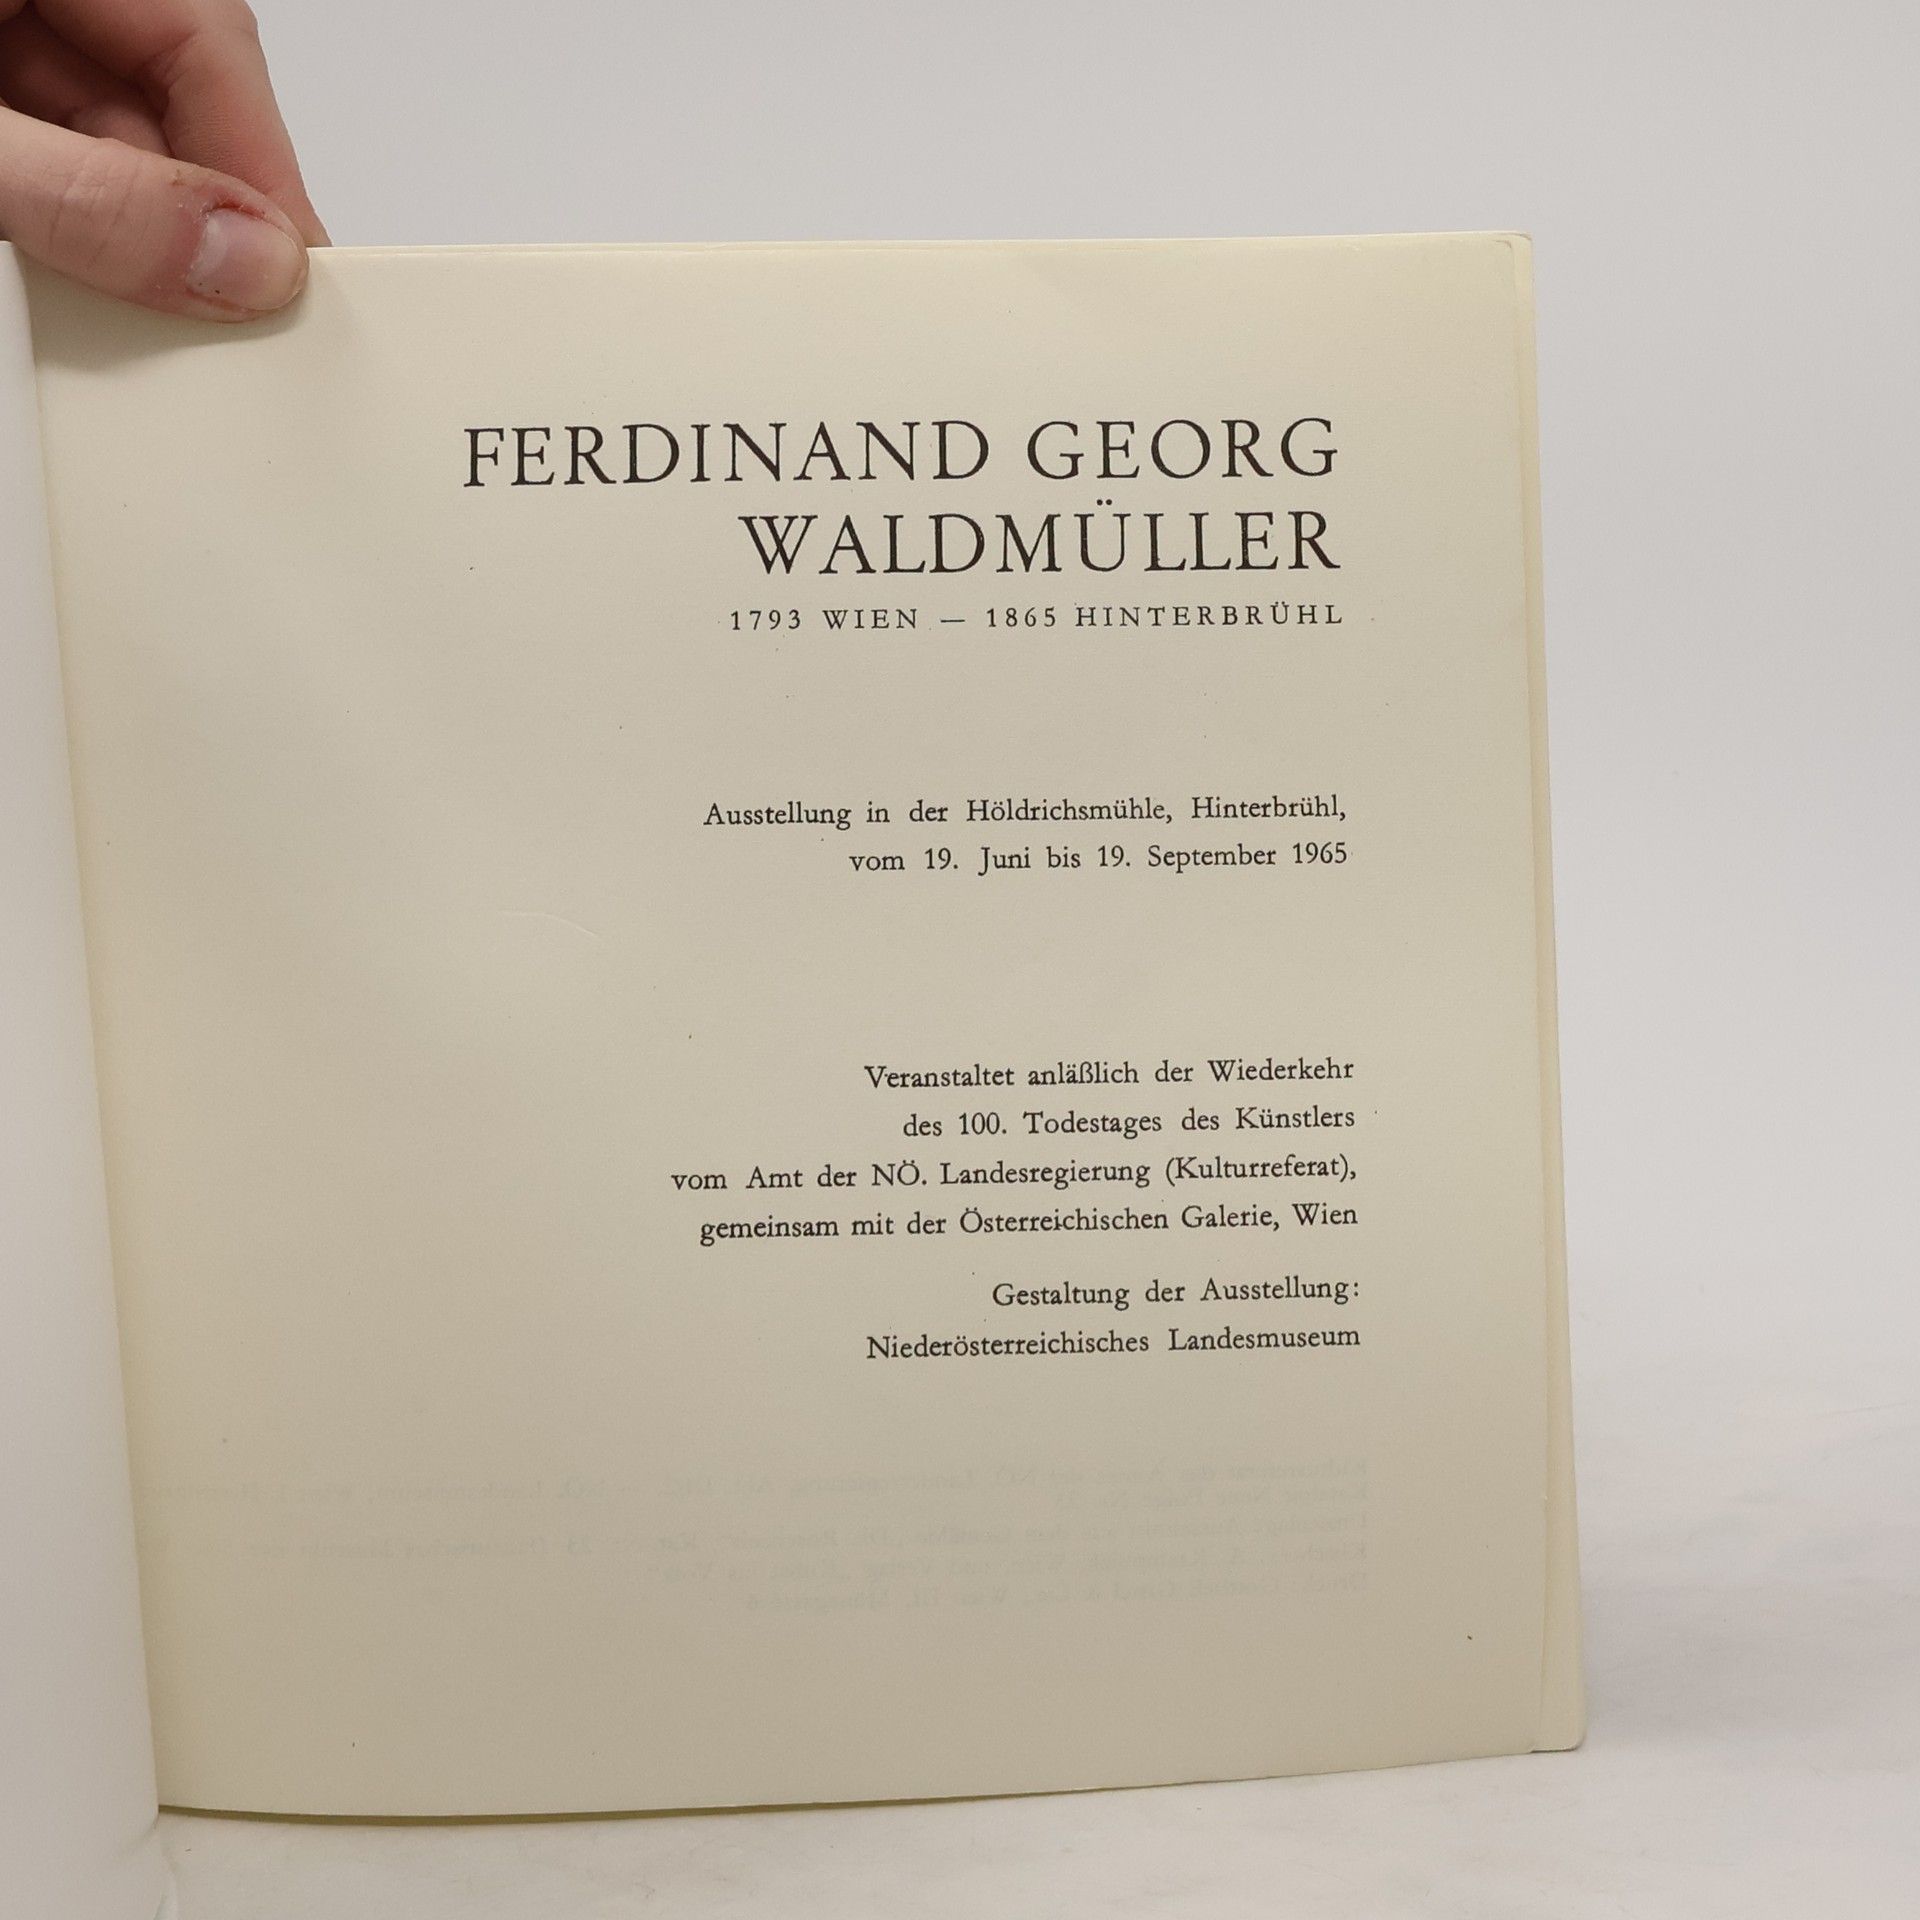 FERDINAND GEORG
WALDMÜLLER
1793 WIEN — 1865 HINTERBRÜHL
Ausstellung in der Höldrichsmühle, Hinterbrühl,
vom 19. Juni bis 19. September 1965
Veranstaltet anläßlich der Wiederkehr
des 100. Todestages des Künstlers
vom Amt der NÖ. Landesregierung (Kulturreferat),
gemeinsam mit der Österreichischen Galerie, Wien
Gestaltung der Ausstellung:
Niederösterreichisches Landesmuseum